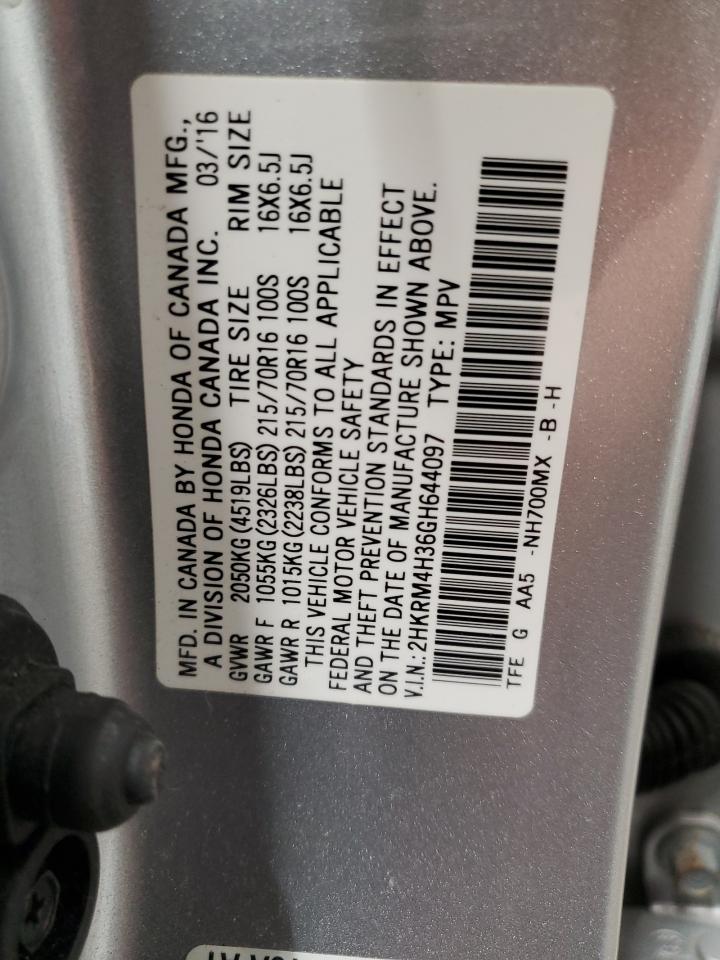 MFD. IN CANADA BY HONDA OF CANADA MFG.,
A DIVISION OF HONDA CANADA INC. 03/'16
GVWR 2050KG(4519LBS) TIRE SIZE RIM SIZE
GAWR F 1055KG(2326LBS) 215/70R16 100S 16X6.5J
GAWR R 1015KG(2238LBS) 215/70R16 100S 16X6.5J
THIS VEHICLE CONFORMS TO ALL APPLICABLE
FEDERAL MOTOR VEHICLE SAFETY
AND THEFT PREVENTION STANDARDS IN EFFECT
ON THE DATE OF MANUFACTURE SHOWN ABOVE.
V.I.N.: 2HKRM4H36GH644097 TYPE: MPV
TFE G AA5 -NH700MX -B -H